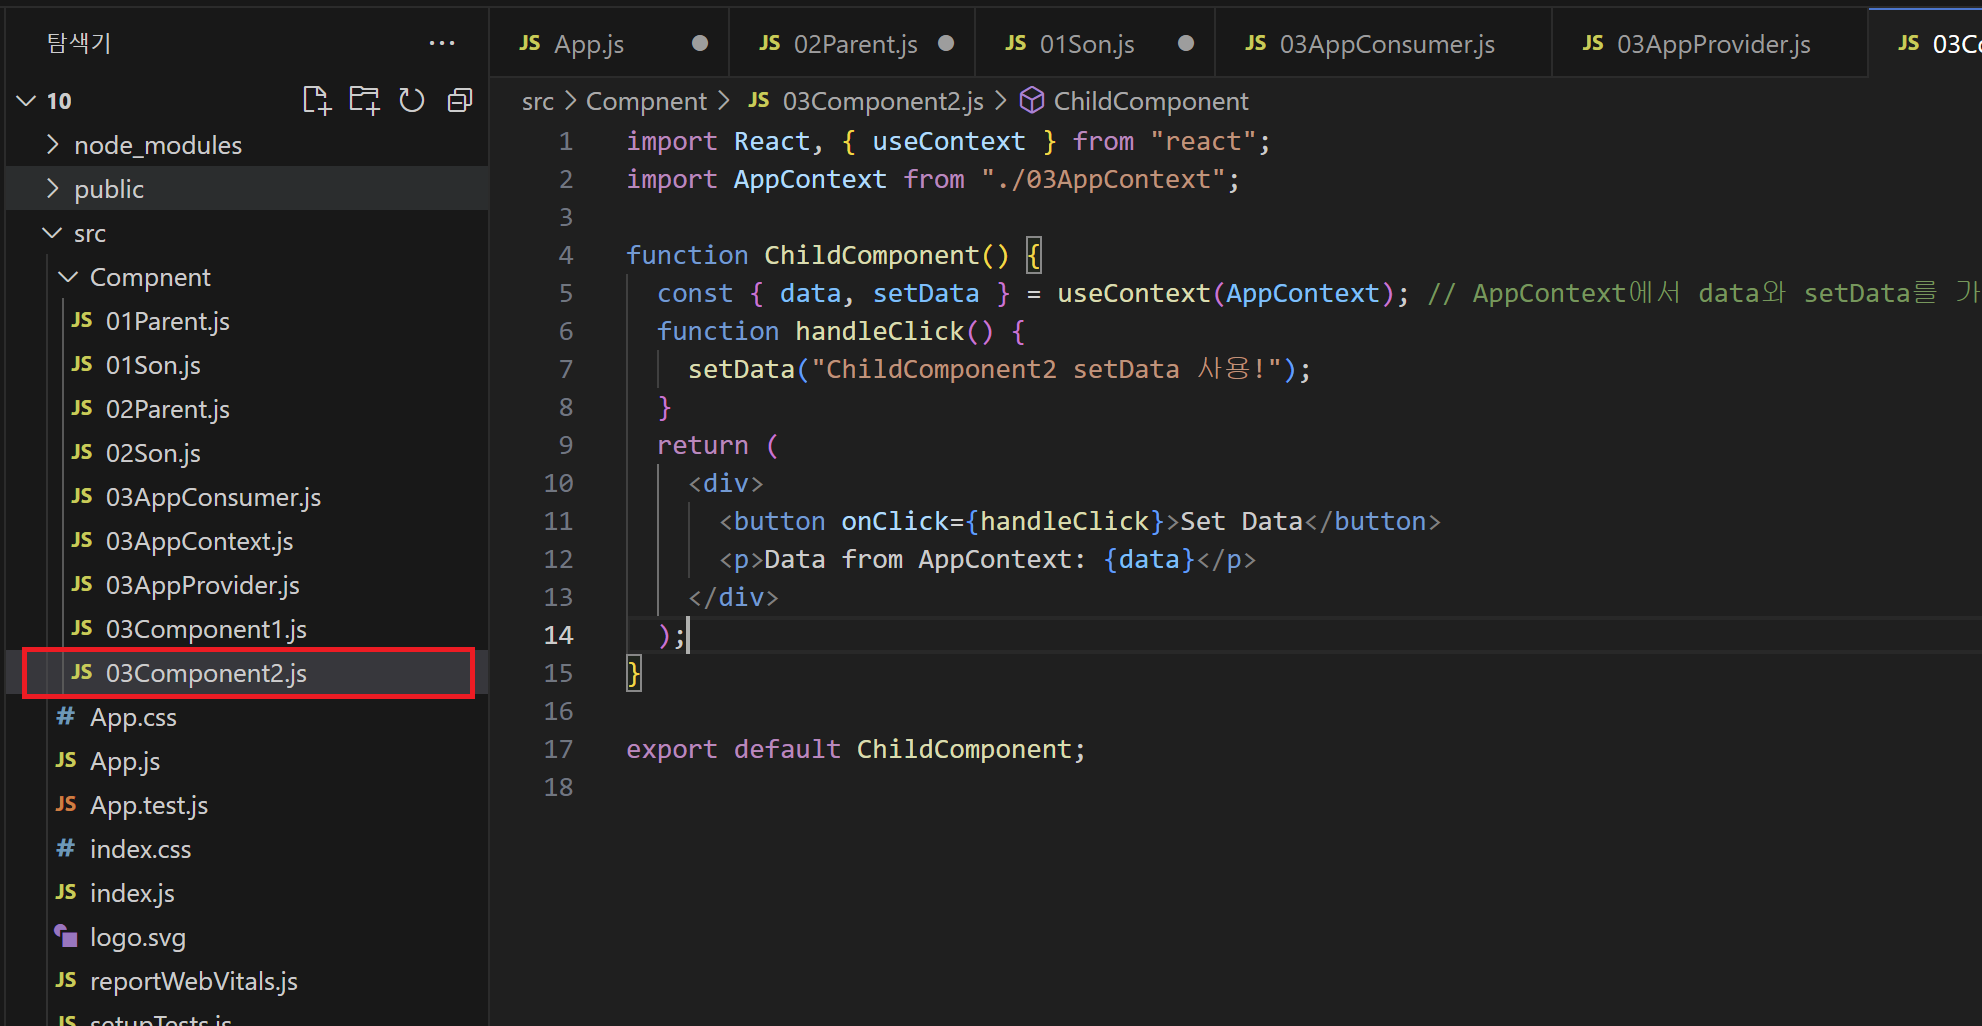 탐색기
10
node_modules
public
src
Compnent
JS 01Parent.js
JS 01Son.js
JS 02Parent.js
JS 02Son.js
JS 03AppConsumer.js
JS 03AppContext.js
JS 03AppProvider.js
JS 03Component1.js
JS 03Component2.js
# App.css
JS App.js
JS App.test.js
# index.css
JS index.js
logo.svg
JS reportWebVitals.js
JS setupTests.js
JS App.js JS 02Parent.js JS 01Son.js JS 03AppConsumer.js JS 03AppProvider.js JS 03Co
src > Compnent > JS 03Component2.js > ChildComponent
1 import React, { useContext } from "react";
2 import AppContext from "./03AppContext";
3
4 function ChildComponent() {
5 const { data, setData } = useContext(AppContext); // AppContext에서 data와 setData를 가
6 function handleClick() {
7 setData("ChildComponent2 setData 사용!");
8 }
9 return (
10 <div>
11 <button onClick={handleClick}>Set Data</button>
12 <p>Data from AppContext: {data}</p>
13 </div>
14 );
15 }
16
17 export default ChildComponent;
18